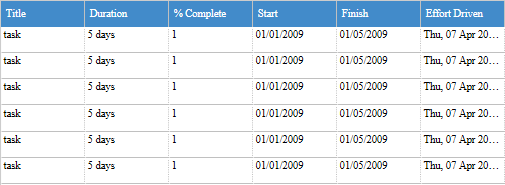 Title Duration % Complete Start Finish Effort Driven
task 5 days 1 01/01/2009 01/05/2009 Thu, 07 Apr 20...
task 5 days 1 01/01/2009 01/05/2009 Thu, 07 Apr 20...
task 5 days 1 01/01/2009 01/05/2009 Thu, 07 Apr 20...
task 5 days 1 01/01/2009 01/05/2009 Thu, 07 Apr 20...
task 5 days 1 01/01/2009 01/05/2009 Thu, 07 Apr 20...
task 5 days 1 01/01/2009 01/05/2009 Thu, 07 Apr 20...